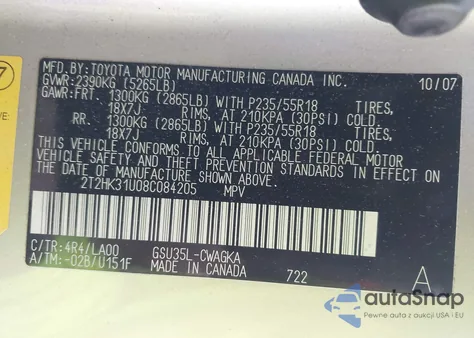 MFD.BY:TOYOTA MOTOR MANUFACTURING CANADA INC.
10/07
GVWR:2390KG (5265LB)
GAWR:FRT. 1300KG (2865LB) WITH P235/55R18 TIRES,
18X7J RIMS, AT 210KPA (30PSI) COLD.
RR. 1300KG (2865LB) WITH P235/55R18 TIRES,
18X7J RIMS, AT 210KPA (30PSI) COLD.
THIS VEHICLE CONFORMS TO ALL APPLICABLE FEDERAL MOTOR
VEHICLE SAFETY AND THEFT PREVENTION STANDARDS IN EFFECT ON
THE DATE OF MANUFACTURE SHOWN ABOVE.
2T2HK31U08C084205 MPV
C/TR:4R4/LA00 GSU35L-CWAGKA
A/TM:-02B/U151F MADE IN CANADA 722 A
7
VE:
autoSnap
Pewne auta z aukcji USA i EU